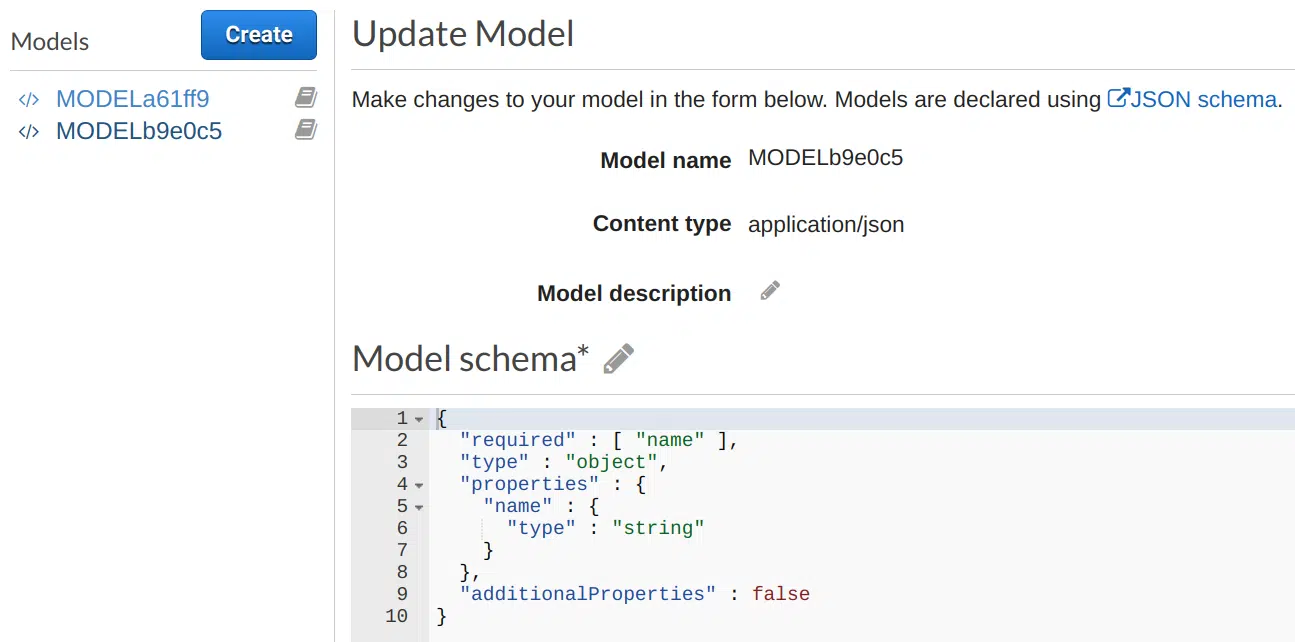 Models
Create
</> MODELa61ff9
</> MODELb9e0c5
Update Model
Make changes to your model in the form below. Models are declared using JSON schema.
Model name MODELb9e0c5
Content type application/json
Model description
Model schema*
1 {
2   "required" : [ "name" ],
3   "type" : "object",
4   "properties" : {
5     "name" : {
6       "type" : "string"
7     }
8   },
9   "additionalProperties" : false
10 }